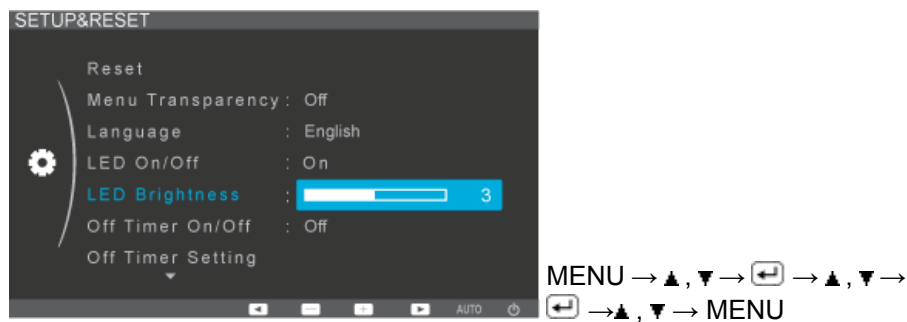 SETUP&RESET
Reset
Menu Transparency : Off
Language : English
LED On/Off : On
LED Brightness : 3
Off Timer On/Off : Off
Off Timer Setting
AUTO
MENU → ▲ , ▼ → ↵ → ▲ , ▼ →
↵ →▲ , ▼ → MENU